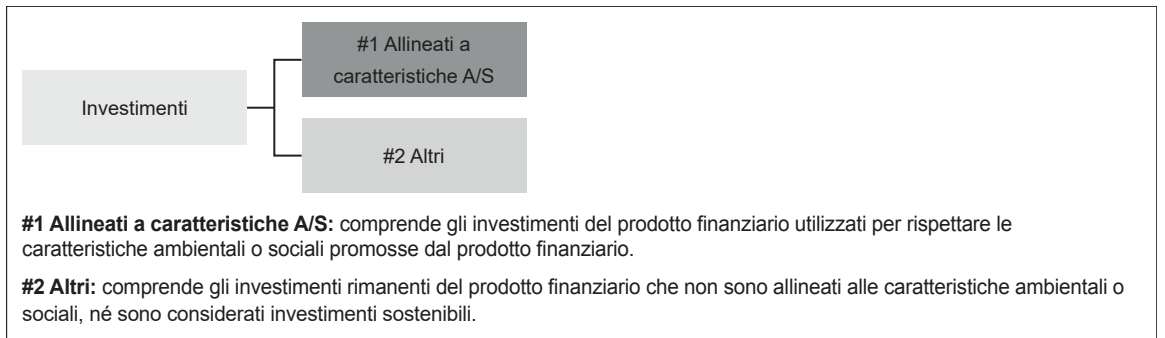 #1 Allineati a
caratteristiche A/S
Investimenti
#2 Altri
#1 Allineati a caratteristiche A/S: comprende gli investimenti del prodotto finanziario utilizzati per rispettare le
caratteristiche ambientali o sociali promosse dal prodotto finanziario.
#2 Altri: comprende gli investimenti rimanenti del prodotto finanziario che non sono allineati alle caratteristiche ambientali o
sociali, né sono considerati investimenti sostenibili.